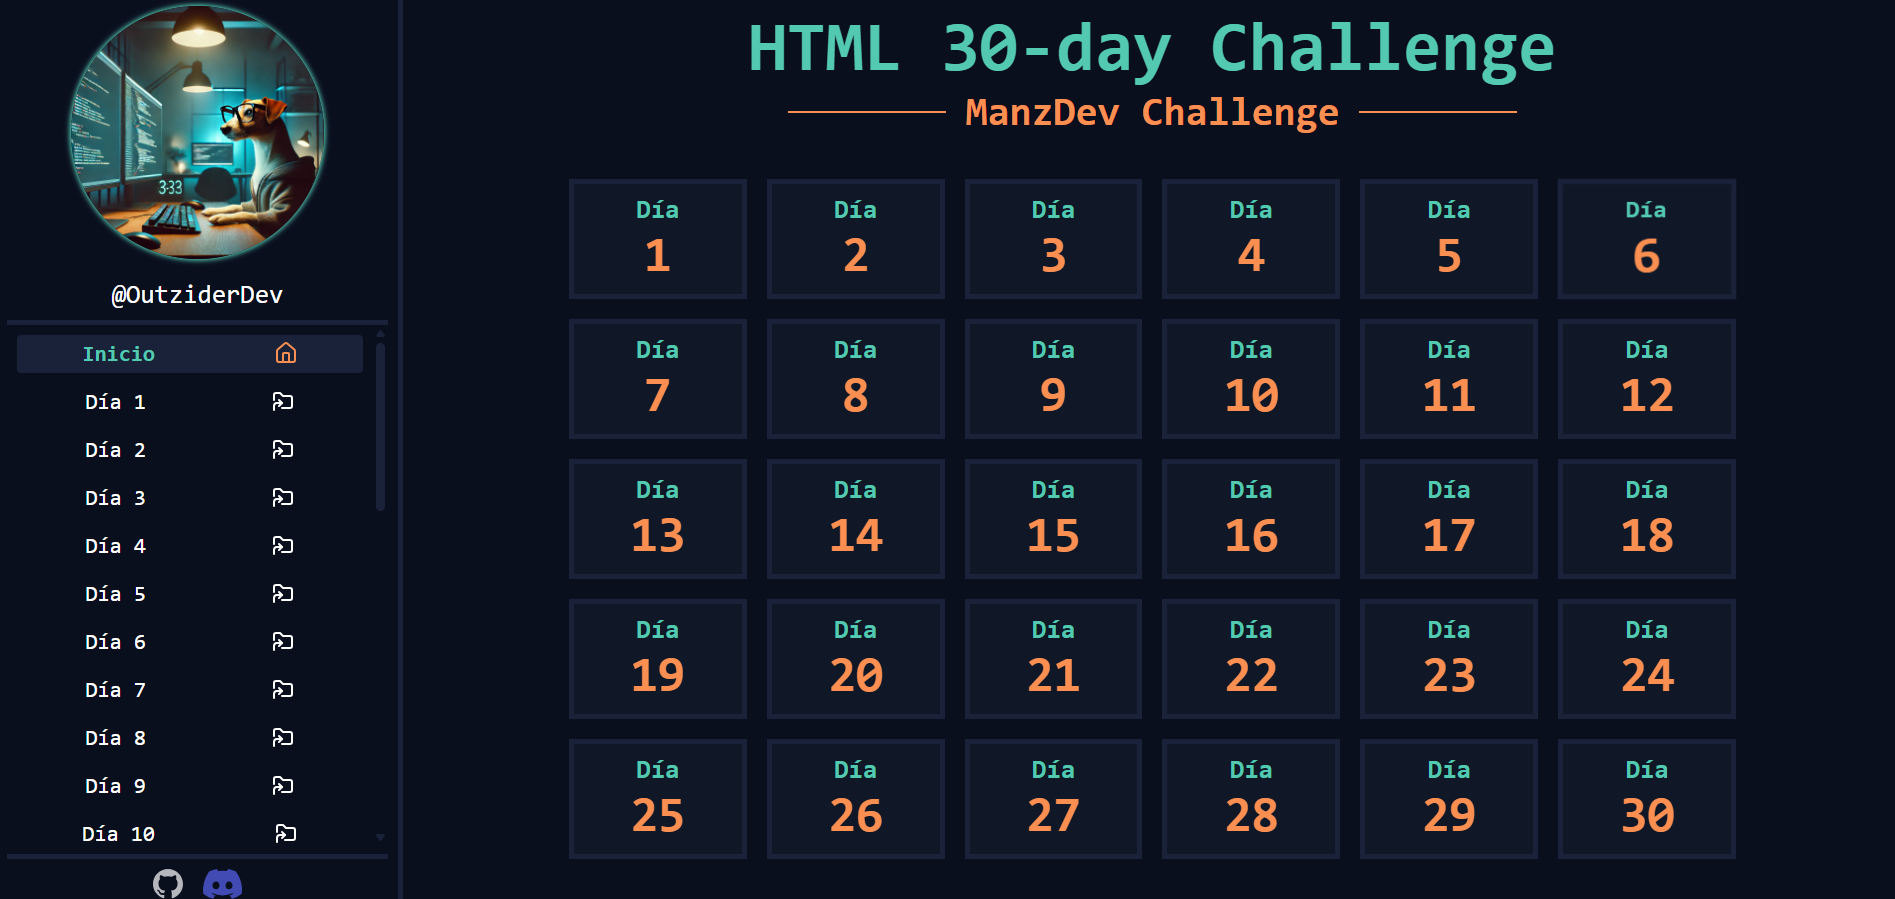 3:33
@OutziderDev
Inicio
Día 1
Día 2
Día 3
Día 4
Día 5
Día 6
Día 7
Día 8
Día 9
Día 10
HTML 30-day Challenge
ManzDev Challenge
Día
1
Día
2
Día
3
Día
4
Día
5
Día
6
Día
7
Día
8
Día
9
Día
10
Día
11
Día
12
Día
13
Día
14
Día
15
Día
16
Día
17
Día
18
Día
19
Día
20
Día
21
Día
22
Día
23
Día
24
Día
25
Día
26
Día
27
Día
28
Día
29
Día
30